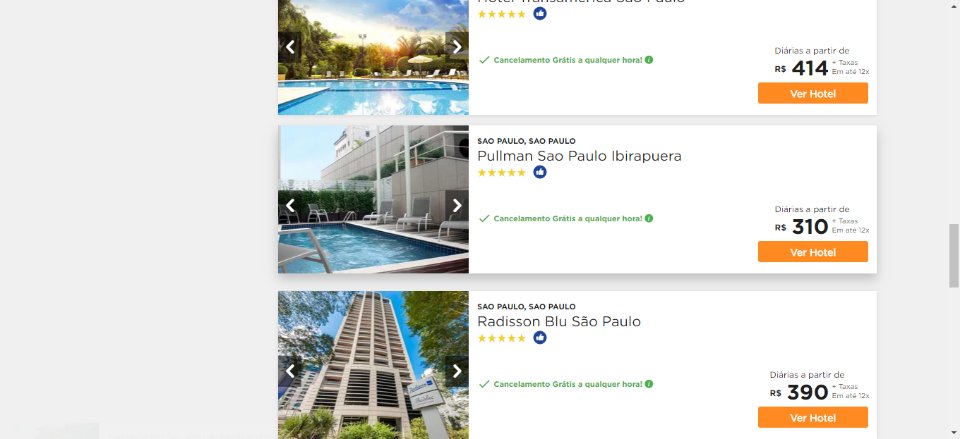 Hotel Transamerica Sao Paulo
Cancelamento Grátis a qualquer hora!
Diárias a partir de
R$ 414 + Taxas
Em até 12x
Ver Hotel
SAO PAULO, SAO PAULO
Pullman Sao Paulo Ibirapuera
Cancelamento Grátis a qualquer hora!
Diárias a partir de
R$ 310 + Taxas
Em até 12x
Ver Hotel
SAO PAULO, SAO PAULO
Radisson Blu São Paulo
Cancelamento Grátis a qualquer hora!
Diárias a partir de
R$ 390 + Taxas
Em até 12x
Ver Hotel